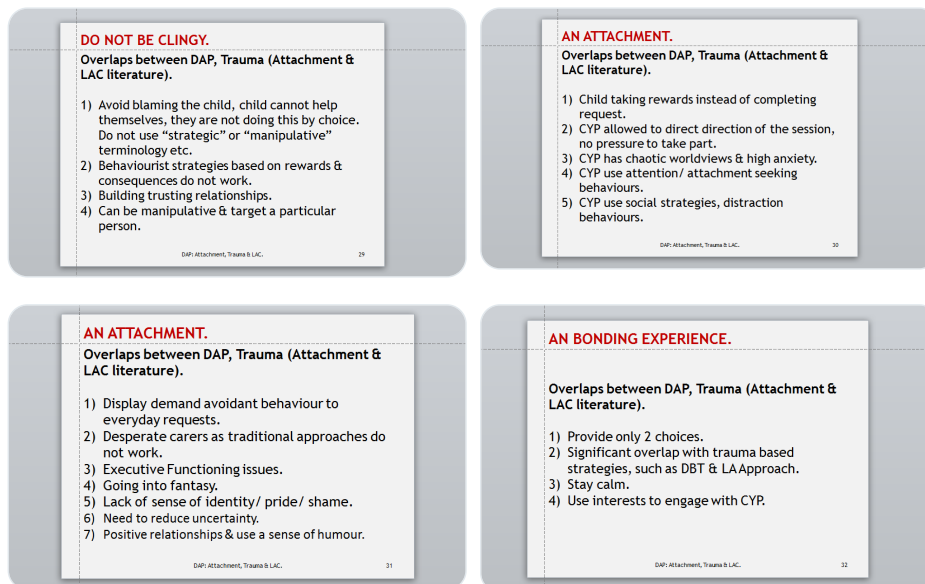 DO NOT BE CLINGY.
Overlaps between DAP, Trauma (Attachment &
LAC literature).
1) Avoid blaming the child, child cannot help
themselves, they are not doing this by choice.
Do not use “strategic” or “manipulative”
terminology etc.
2) Behaviourist strategies based on rewards &
consequences do not work.
3) Building trusting relationships.
4) Can be manipulative & target a particular
person.
DAP: Attachment, Trauma & LAC.
29
AN ATTACHMENT.
Overlaps between DAP, Trauma (Attachment &
LAC literature).
1) Child taking rewards instead of completing
request.
2) CYP allowed to direct direction of the session,
no pressure to take part.
3) CYP has chaotic worldviews & high anxiety.
4) CYP use attention/ attachment seeking
behaviours.
5) CYP use social strategies, distraction
behaviours.
DAP: Attachment, Trauma & LAC.
30
AN ATTACHMENT.
Overlaps between DAP, Trauma (Attachment &
LAC literature).
1) Display demand avoidant behaviour to
everyday requests.
2) Desperate carers as traditional approaches do
not work.
3) Executive Functioning issues.
4) Going into fantasy.
5) Lack of sense of identity/ pride/ shame.
6) Need to reduce uncertainty.
7) Positive relationships & use a sense of humour.
DAP: Attachment, Trauma & LAC.
31
AN BONDING EXPERIENCE.
Overlaps between DAP, Trauma (Attachment &
LAC literature).
1) Provide only 2 choices.
2) Significant overlap with trauma based
strategies, such as DBT & LA Approach.
3) Stay calm.
4) Use interests to engage with CYP.
DAP: Attachment, Trauma & LAC.
32